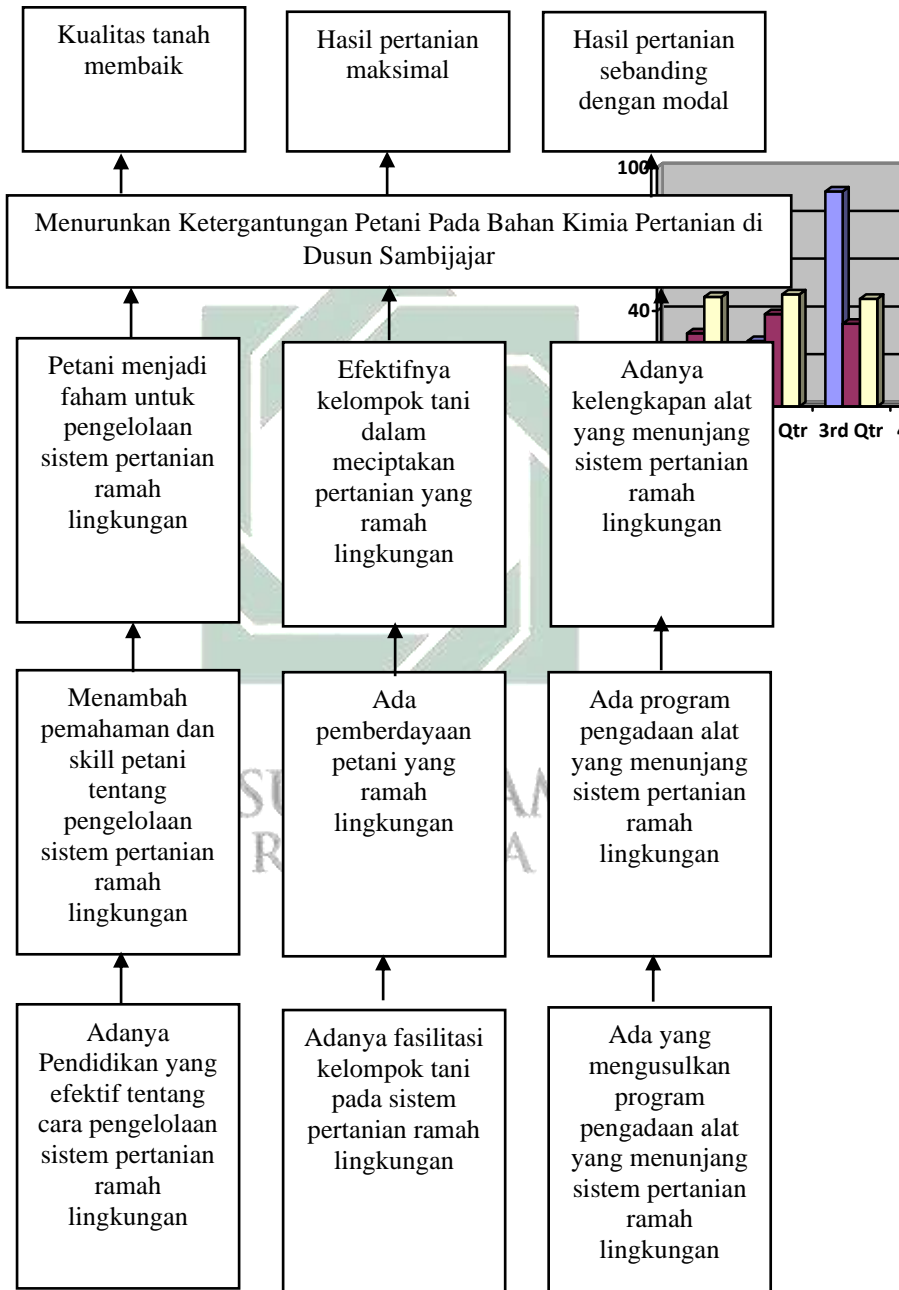 Kualitas tanah
membaik
Hasil pertanian
maksimal
Hasil pertanian
sebanding
dengan modal
100
Menurunkan Ketergantungan Petani Pada Bahan Kimia Pertanian di
Dusun Sambijajar
40
Qtr 3rd Qtr
Petani menjadi
faham untuk
pengelolaan
sistem pertanian
ramah
lingkungan
Efektifnya
kelompok tani
dalam
meciptakan
pertanian yang
ramah
lingkungan
Adanya
kelengkapan alat
yang menunjang
sistem pertanian
ramah
lingkungan
Menambah
pemahaman dan
skill petani
tentang
pengelolaan
sistem pertanian
ramah
lingkungan
Ada
pemberdayaan
petani yang
ramah
lingkungan
Ada program
pengadaan alat
yang menunjang
sistem pertanian
ramah
lingkungan
Adanya
Pendidikan yang
efektif tentang
cara pengelolaan
sistem pertanian
ramah
lingkungan
Adanya fasilitasi
kelompok tani
pada sistem
pertanian ramah
lingkungan
Ada yang
mengusulkan
program
pengadaan alat
yang menunjang
sistem pertanian
ramah
lingkungan